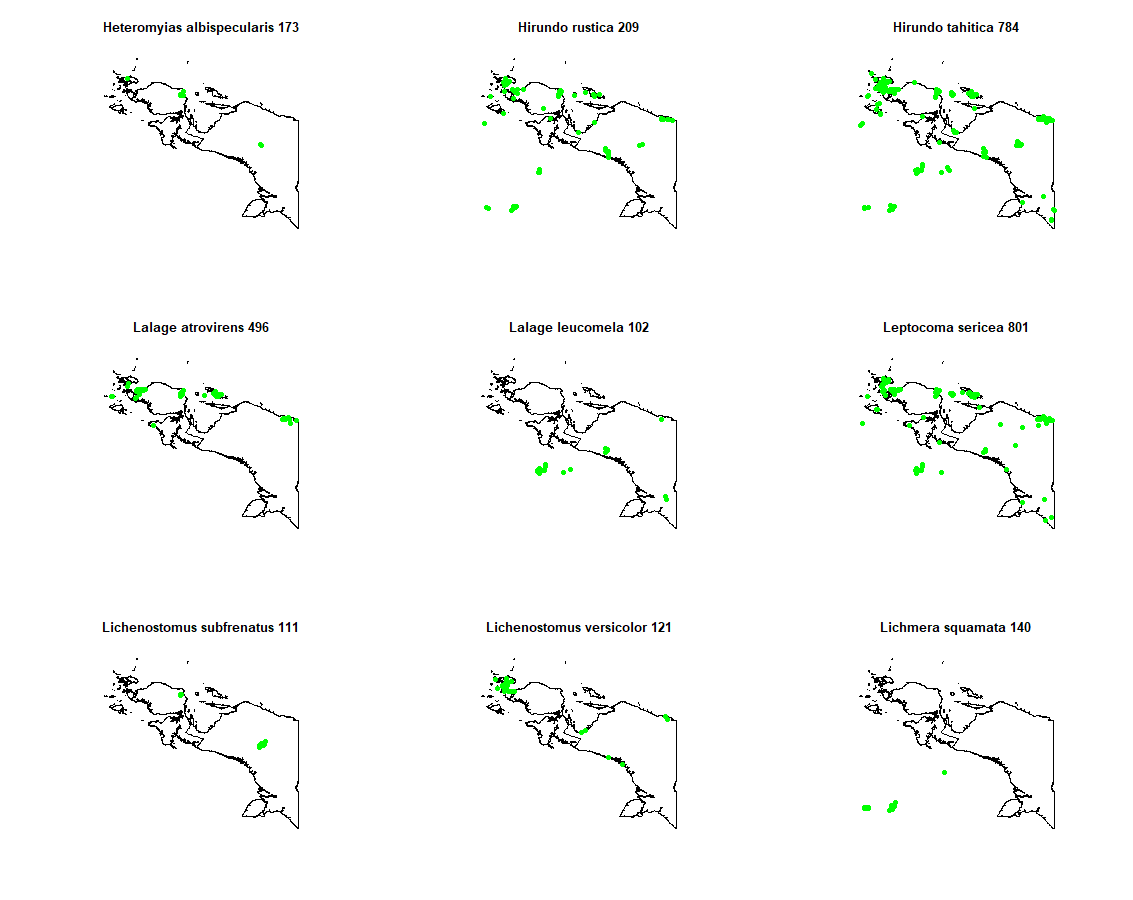 Heteromyias albispecularis 173
Hirundo rustica 209
Hirundo tahitica 784
Lalage atrovirens 496
Lalage leucomela 102
Leptocoma sericea 801
Lichenostomus subfrenatus 111
Lichenostomus versicolor 121
Lichmera squamata 140